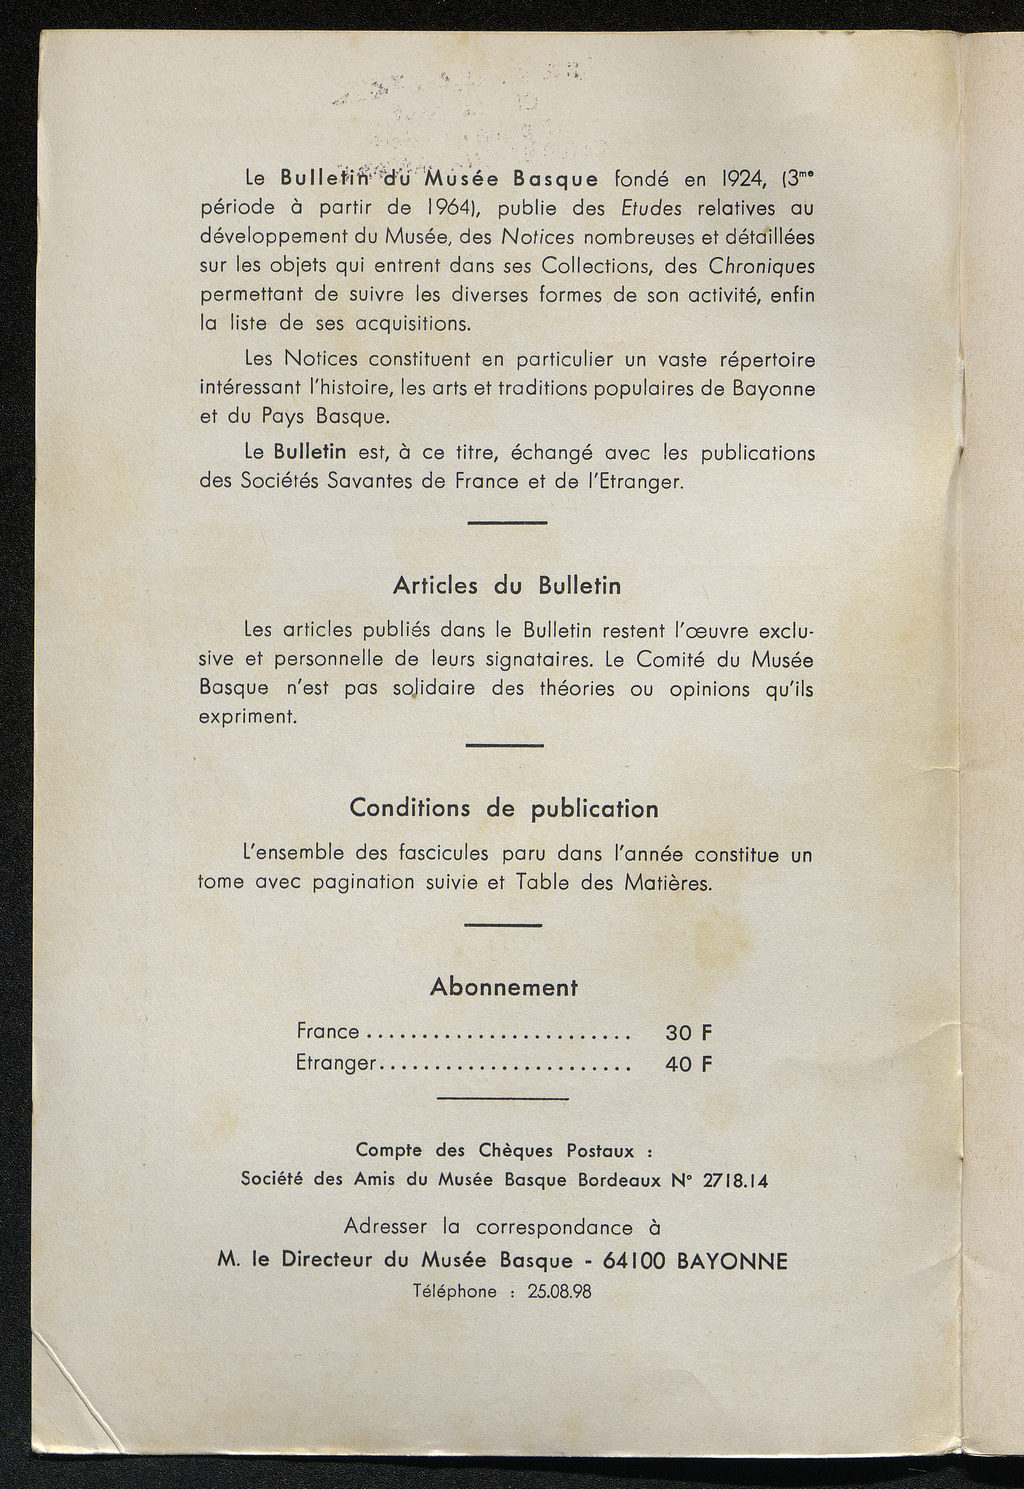 Le Bulletin du Musée Basque fondé en 1924, (3me
période à partir de 1964), publie des Etudes relatives au
développement du Musée, des Notices nombreuses et détaillées
sur les objets qui entrent dans ses Collections, des Chroniques
permettant de suivre les diverses formes de son activité, enfin
la liste de ses acquisitions.
Les Notices constituent en particulier un vaste répertoire
intéressant l'histoire, les arts et traditions populaires de Bayonne
et du Pays Basque.
Le Bulletin est, à ce titre, échangé avec les publications
des Sociétés Savantes de France et de l'Etranger.
Articles du Bulletin
Les articles publiés dans le Bulletin restent l'œuvre exclu-
sive et personnelle de leurs signataires. Le Comité du Musée
Basque n'est pas solidaire des théories ou opinions qu'ils
expriment.
Conditions de publication
L'ensemble des fascicules paru dans l'année constitue un
tome avec pagination suivie et Table des Matières.
Abonnement
France ........................ 30 F
Etranger....................... 40 F
Compte des Chèques Postaux :
Société des Amis du Musée Basque Bordeaux N° 2718.14
Adresser la correspondance à
M. le Directeur du Musée Basque - 64100 BAYONNE
Téléphone : 25.08.98